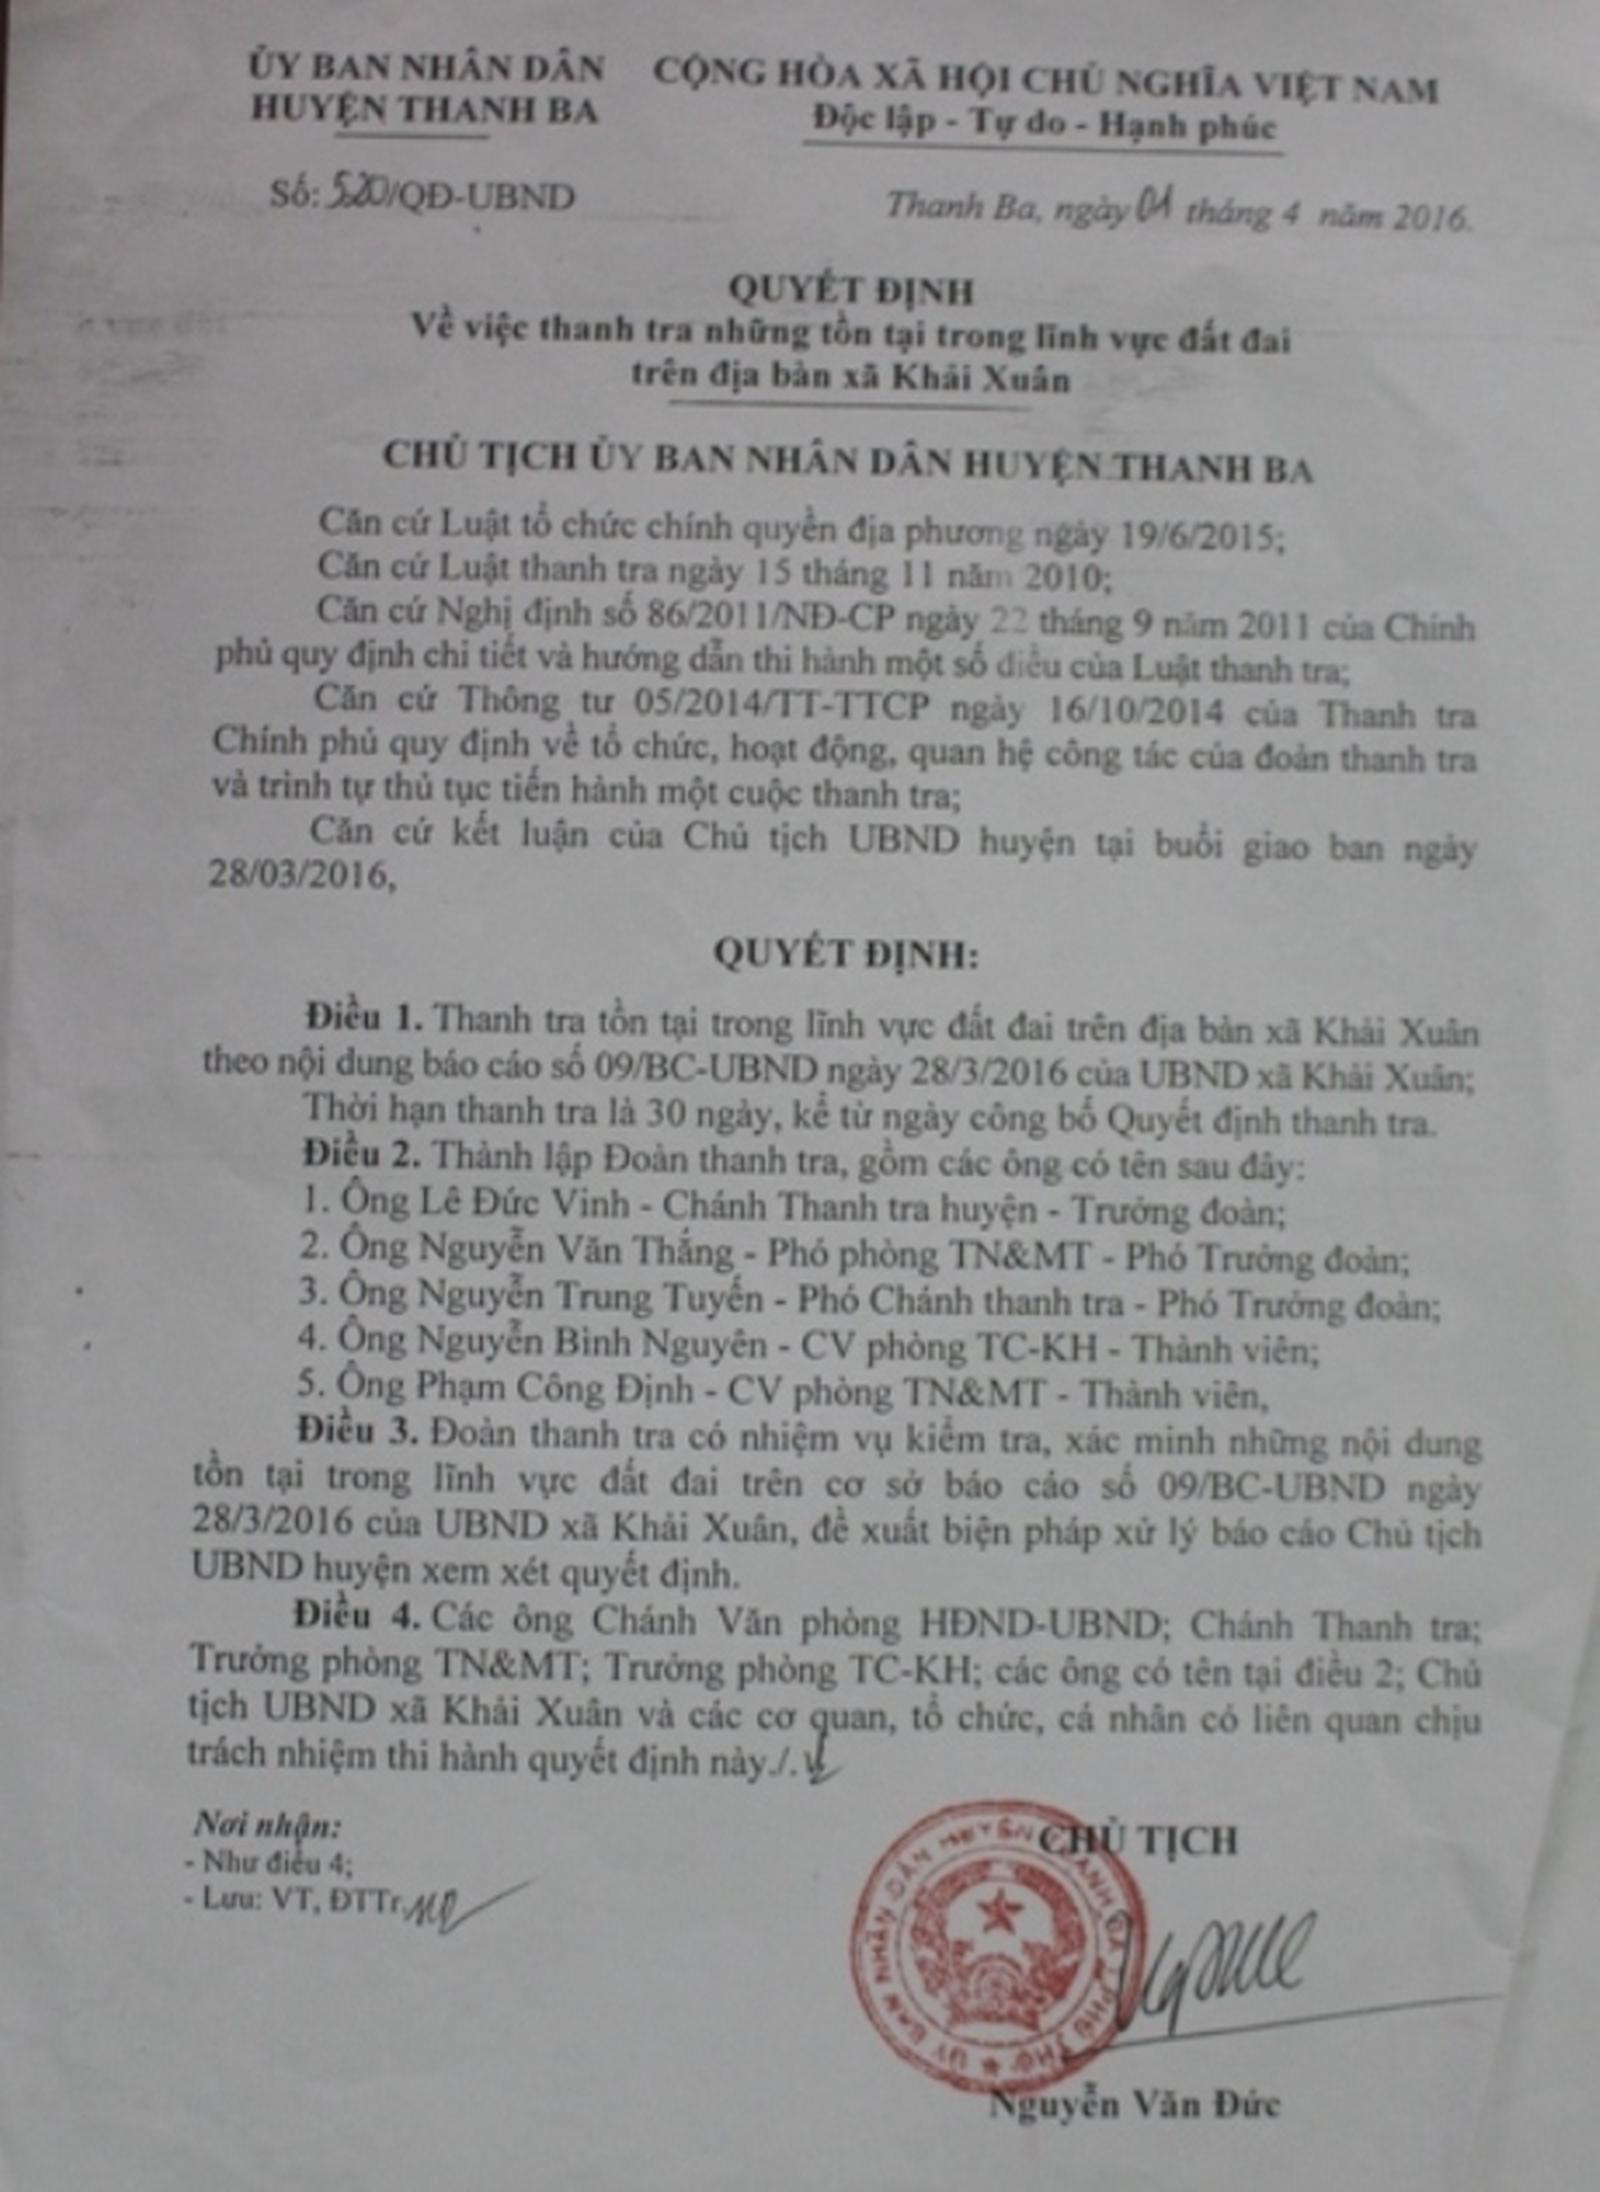 ỦY BAN NHÂN DÂN
HUYỆN THANH BA
CỘNG HÒA XÃ HỘI CHỦ NGHĨA VIỆT NAM
Độc lập - Tự do - Hạnh phúc
Số: 520/QĐ-UBND
Thanh Ba, ngày 01 tháng 4 năm 2016.
QUYẾT ĐỊNH
Về việc thanh tra những tồn tại trong lĩnh vực đất đai
trên địa bàn xã Khải Xuân
CHỦ TỊCH ỦY BAN NHÂN DÂN HUYỆN THANH BA
Căn cứ Luật tổ chức chính quyền địa phương ngày 19/6/2015;
Căn cứ Luật thanh tra ngày 15 tháng 11 năm 2010;
Căn cứ Nghị định số 86/2011/NĐ-CP ngày 22 tháng 9 năm 2011 của Chính
phủ quy định chi tiết và hướng dẫn thi hành một số điều của Luật thanh tra;
Căn cứ Thông tư 05/2014/TT-TTCP ngày 16/10/2014 của Thanh tra
Chính phủ quy định về tổ chức, hoạt động, quan hệ công tác của đoàn thanh tra
và trình tự thủ tục tiến hành một cuộc thanh tra;
Căn cứ kết luận của Chủ tịch UBND huyện tại buổi giao ban ngày
28/03/2016,
QUYẾT ĐỊNH:
Điều 1. Thanh tra tồn tại trong lĩnh vực đất đai trên địa bàn xã Khải Xuân
theo nội dung báo cáo số 09/BC-UBND ngày 28/3/2016 của UBND xã Khải Xuân;
Thời hạn thanh tra là 30 ngày, kể từ ngày công bố Quyết định thanh tra.
Điều 2. Thành lập Đoàn thanh tra, gồm các ông có tên sau đây:
1. Ông Lê Đức Vinh - Chánh Thanh tra huyện - Trưởng đoàn;
2. Ông Nguyễn Văn Thắng - Phó phòng TN&MT - Phó Trưởng đoàn;
3. Ông Nguyễn Trung Tuyến - Phó Chánh thanh tra - Phó Trưởng đoàn;
4. Ông Nguyễn Bình Nguyên - CV phòng TC-KH - Thành viên;
5. Ông Phạm Công Định - CV phòng TN&MT - Thành viên,
Điều 3. Đoàn thanh tra có nhiệm vụ kiểm tra, xác minh những nội dung
tồn tại trong lĩnh vực đất đai trên cơ sở báo cáo số 09/BC-UBND ngày
28/3/2016 của UBND xã Khải Xuân, đề xuất biện pháp xử lý báo cáo Chủ tịch
UBND huyện xem xét quyết định.
Điều 4. Các ông Chánh Văn phòng HĐND-UBND; Chánh Thanh tra;
Trưởng phòng TN&MT; Trưởng phòng TC-KH; các ông có tên tại điều 2; Chủ
tịch UBND xã Khải Xuân và các cơ quan, tổ chức, cá nhân có liên quan chịu
trách nhiệm thi hành quyết định này./.
Nơi nhận:
- Như điều 4;
- Lưu: VT, ĐTTr.
CHỦ TỊCH
ỦY BAN NHÂN DÂN HUYỆN THANH BA T PHÚ THỌ
Nguyễn Văn Đức